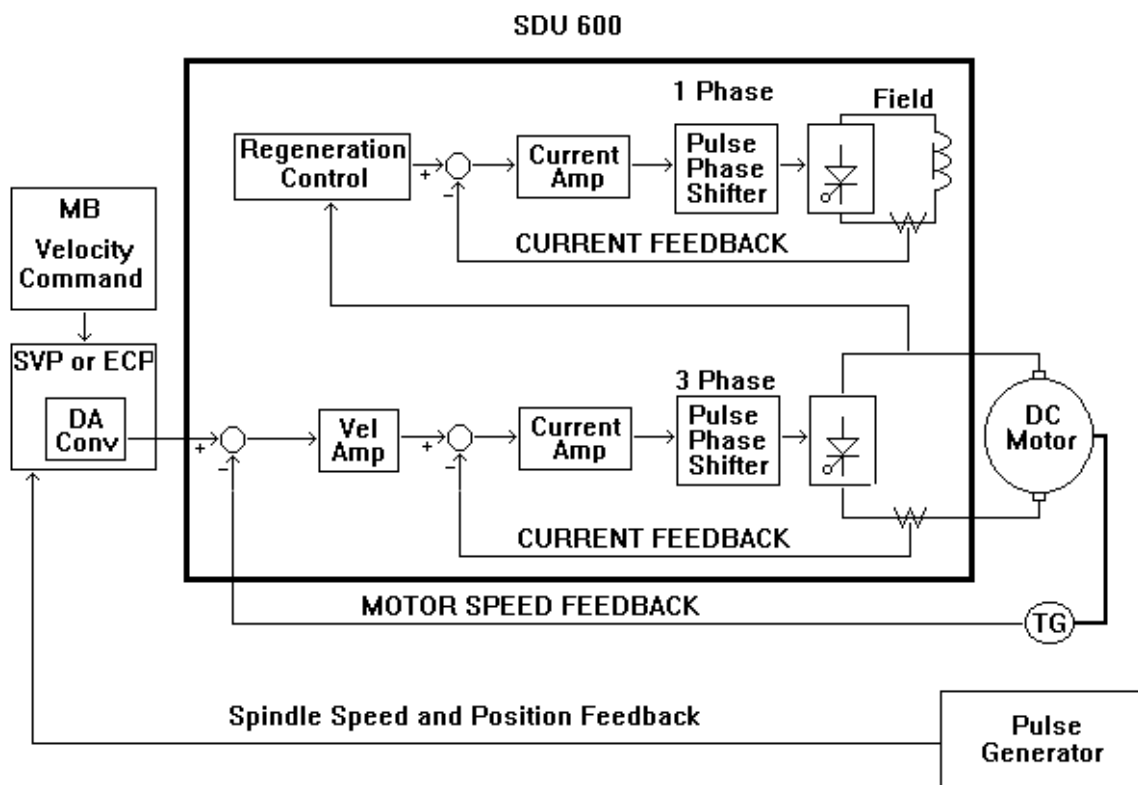 SDU 600
1 Phase
Field
Regeneration
Control
+
-
Current
Amp
Pulse
Phase
Shifter
CURRENT FEEDBACK
MB
Velocity
Command
SVP or ECP
DA
Conv
+
-
Vel
Amp
+
-
Current
Amp
3 Phase
Pulse
Phase
Shifter
DC
Motor
CURRENT FEEDBACK
MOTOR SPEED FEEDBACK
TG
Spindle Speed and Position Feedback
Pulse
Generator